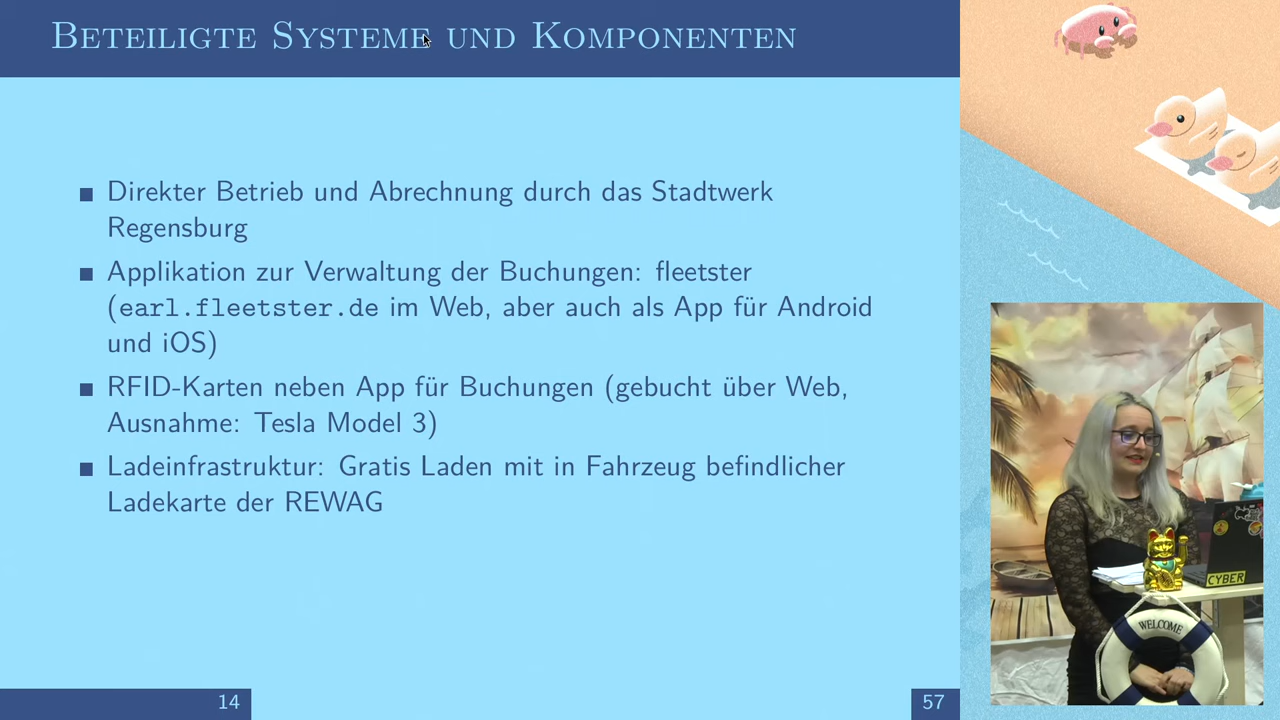 Beteiligte Systeme und Komponenten
Direkter Betrieb und Abrechnung durch das Stadtwerk
Regensburg
Applikation zur Verwaltung der Buchungen: fleetster
(earl.fleetster.de im Web, aber auch als App für Android
und iOS)
RFID-Karten neben App für Buchungen (gebucht über Web,
Ausnahme: Tesla Model 3)
Ladeinfrastruktur: Gratis Laden mit in Fahrzeug befindlicher
Ladekarte der REWAG
14
57
CYBER
WELCOME